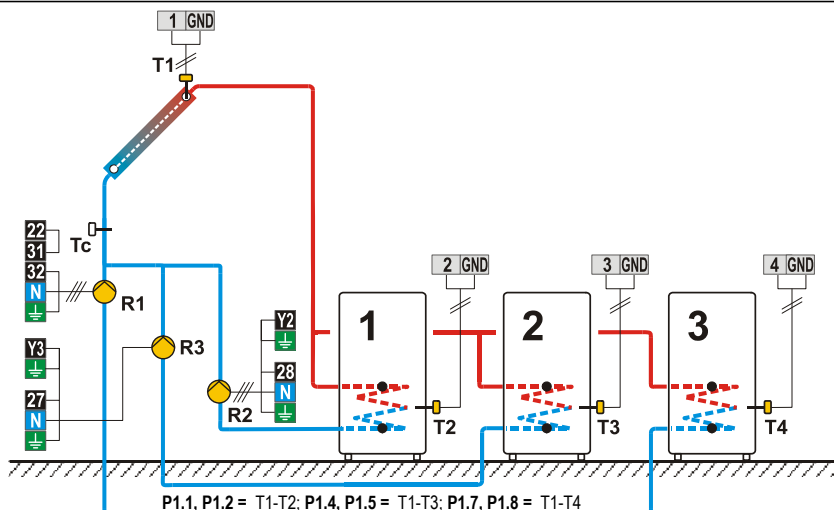 1 GND
T1
22
31
32
N
Tc
R1
Y3
27
N
R3
Y2
28
N
R2
2 GND
3 GND
4 GND
1
2
3
T2
T3
T4
P1.1, P1.2 = T1-T2; P1.4, P1.5 = T1-T3; P1.7, P1.8 = T1-T4